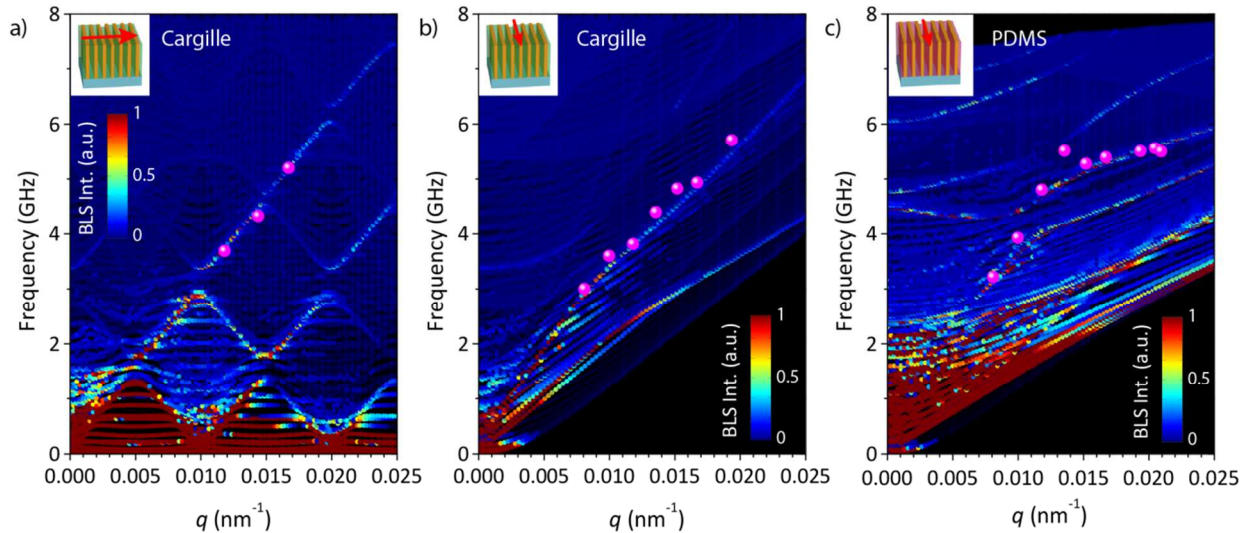 a)
Cargille
BLS Int. (a.u.)
1
0.5
0
Frequency (GHz)
8
6
4
2
0
0.000 0.005 0.010 0.015 0.020 0.025
q (nm⁻¹)
b)
Cargille
BLS Int. (a.u.)
1
0.5
0
Frequency (GHz)
8
6
4
2
0
0.000 0.005 0.010 0.015 0.020
q (nm⁻¹)
c)
PDMS
BLS Int. (a.u.)
1
0.5
0
Frequency (GHz)
8
6
4
2
0
0.000 0.005 0.010 0.015 0.020 0.025
q (nm⁻¹)